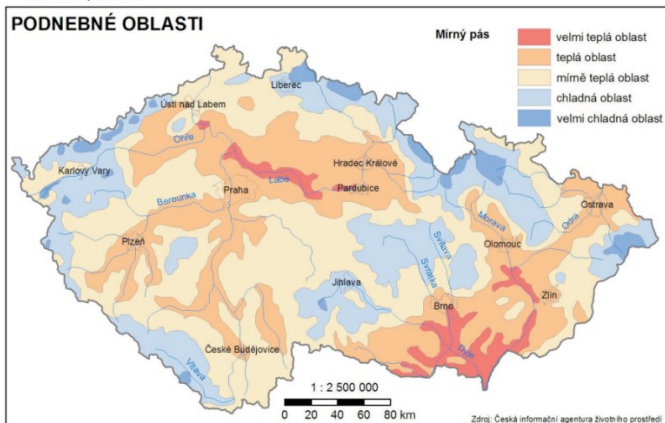 PODNEBNÉ OBLASTI
Mírný pás
velmi teplá oblast
teplá oblast
mírně teplá oblast
chladná oblast
velmi chladná oblast
Liberec
Ústí nad Labem
Ohře
Karlovy Vary
Hradec Králové
Labe
Pardubice
Praha
Berounka
Plzeň
Ostrava
Odra
Morava
Olomouc
Svitava
Svratka
Jihlava
Zlín
Brno
Dyje
České Budějovice
Vltava
1 : 2 500 000
0 20 40 60 80 km
Zdroj: Česká informační agentura životního prostředí